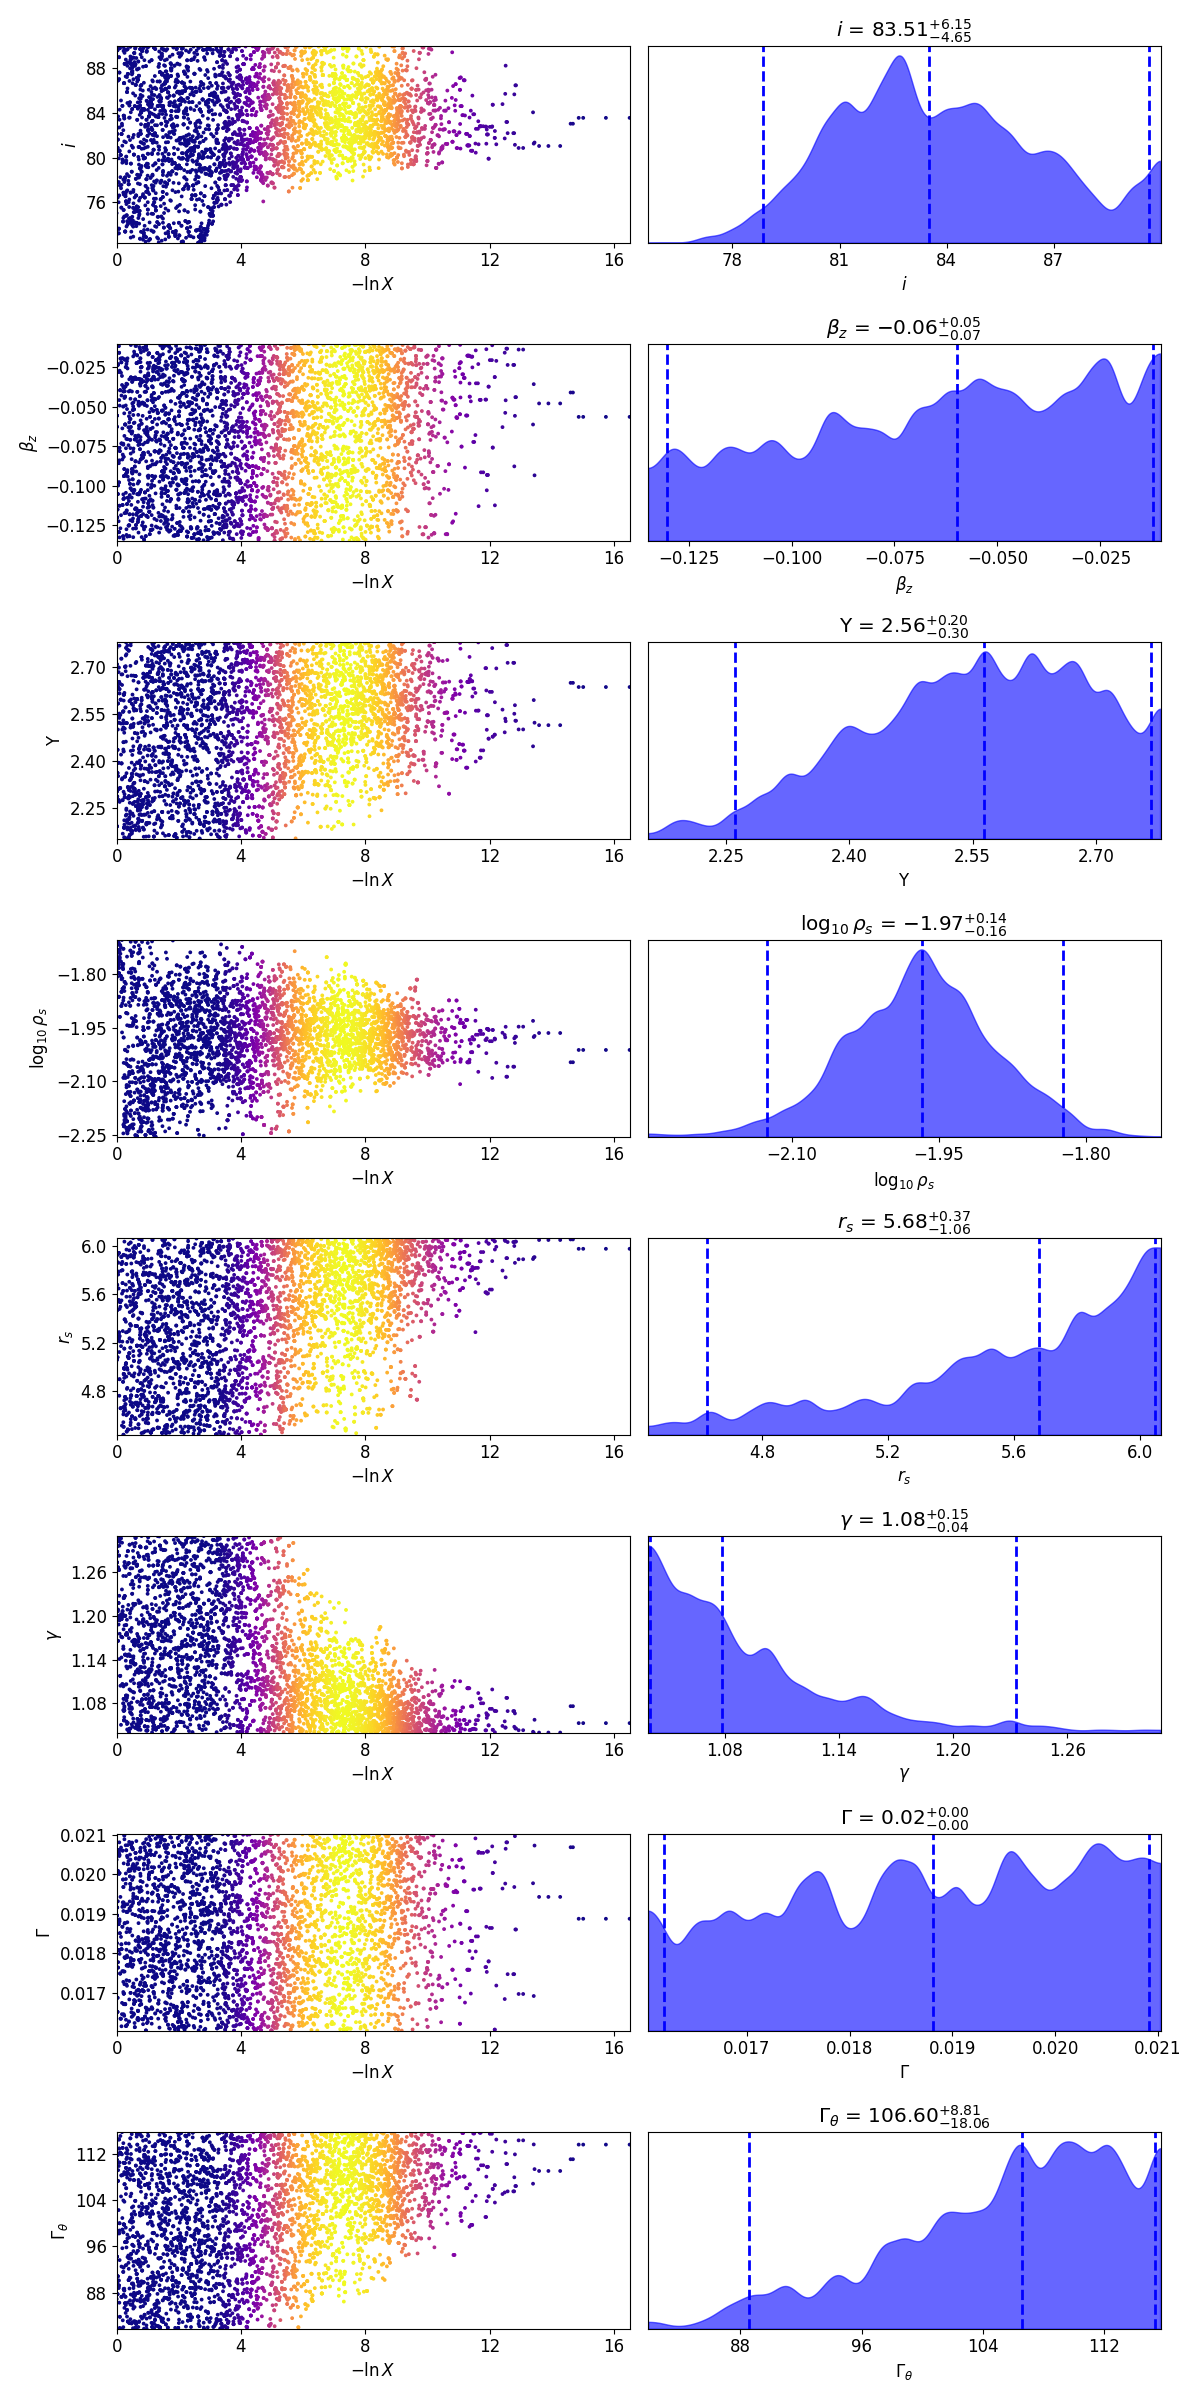 i = 83.51 +6.15 −4.65
88
84
80
76
i
0 4 8 12 16
78 81 84 87
−ln X
i
β_z = −0.06 +0.05 −0.07
−0.025
−0.050
−0.075
−0.100
−0.125
β_z
0 4 8 12 16
−0.125 −0.100 −0.075 −0.050 −0.025
−ln X
β_z
Υ = 2.56 +0.20 −0.30
2.70
2.55
2.40
2.25
Υ
0 4 8 12 16
2.25 2.40 2.55 2.70
−ln X
Υ
log₁₀ ρ_s = −1.97 +0.14 −0.16
−1.80
−1.95
−2.10
−2.25
log₁₀ ρ_s
0 4 8 12 16
−2.10 −1.95 −1.80
−ln X
log₁₀ ρ_s
r_s = 5.68 +0.37 −1.06
6.0
5.6
5.2
4.8
r_s
0 4 8 12 16
4.8 5.2 5.6 6.0
−ln X
r_s
γ = 1.08 +0.15 −0.04
1.26
1.20
1.14
1.08
γ
0 4 8 12 16
1.08 1.14 1.20 1.26
−ln X
γ
Γ = 0.02 +0.00 −0.00
0.021
0.020
0.019
0.018
0.017
Γ
0 4 8 12 16
0.017 0.018 0.019 0.020 0.021
−ln X
Γ
Γ_θ = 106.60 +8.81 −18.06
112
104
96
88
Γ_θ
0 4 8 12 16
88 96 104 112
−ln X
Γ_θ